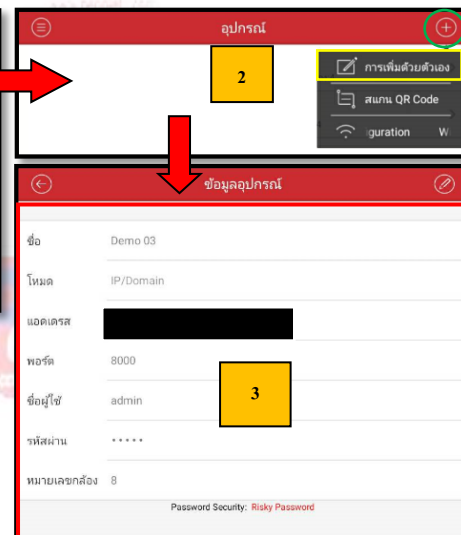 อุปกรณ์
2
การเพิ่มด้วยตัวเอง
สแกน QR Code
iguration W
ข้อมูลอุปกรณ์
ชื่อ Demo 03
โหมด IP/Domain
แอดเดรส
พอร์ต 8000
ชื่อผู้ใช้ admin
3
รหัสผ่าน •••••
หมายเลขกล้อง 8
Password Security: Risky Password